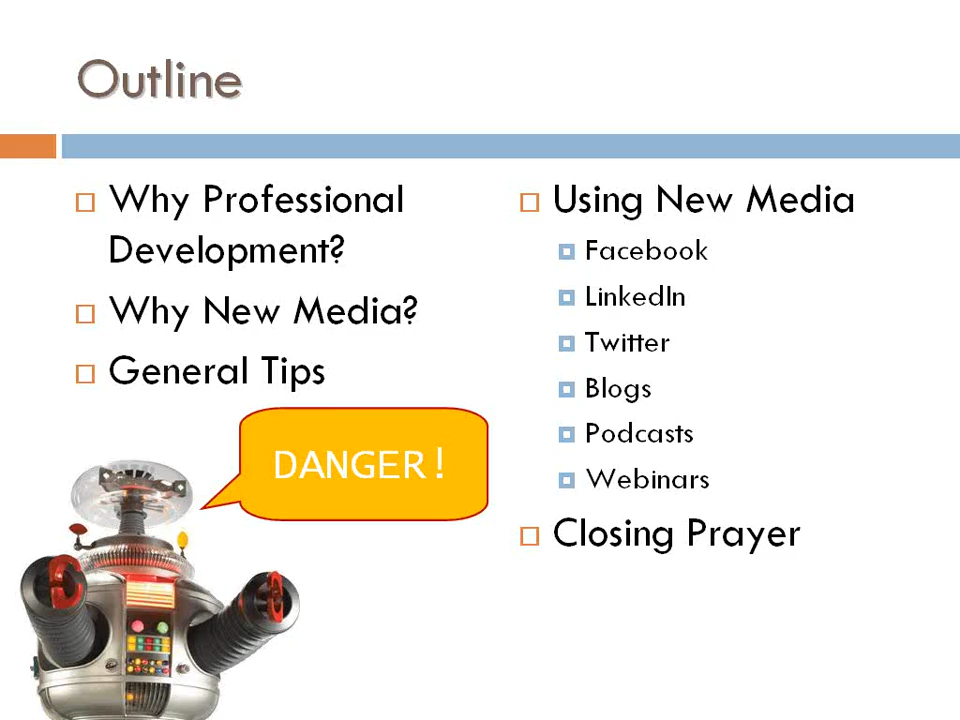 Outline
Why Professional
Development?
Why New Media?
General Tips
DANGER!
Using New Media
Facebook
LinkedIn
Twitter
Blogs
Podcasts
Webinars
Closing Prayer